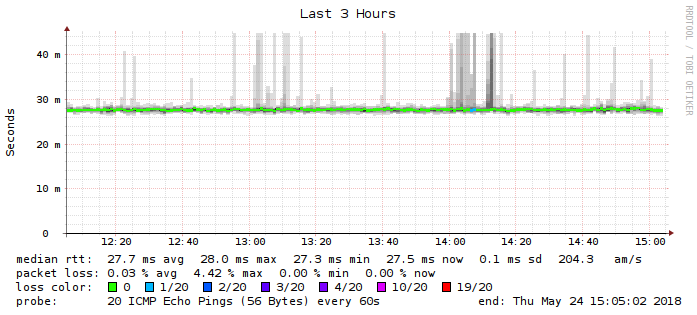 Last 3 Hours
RRDTOOL / TOBI OETIKER
Seconds
40 m
30 m
20 m
10 m
0
12:20 12:40 13:00 13:20 13:40 14:00 14:20 14:40 15:00
median rtt: 27.7 ms avg 28.0 ms max 27.3 ms min 27.5 ms now 0.1 ms sd 204.3 am/s
packet loss: 0.03 % avg 4.42 % max 0.00 % min 0.00 % now
loss color: 0 1/20 2/20 3/20 4/20 10/20 19/20
probe: 20 ICMP Echo Pings (56 Bytes) every 60s end: Thu May 24 15:05:02 2018